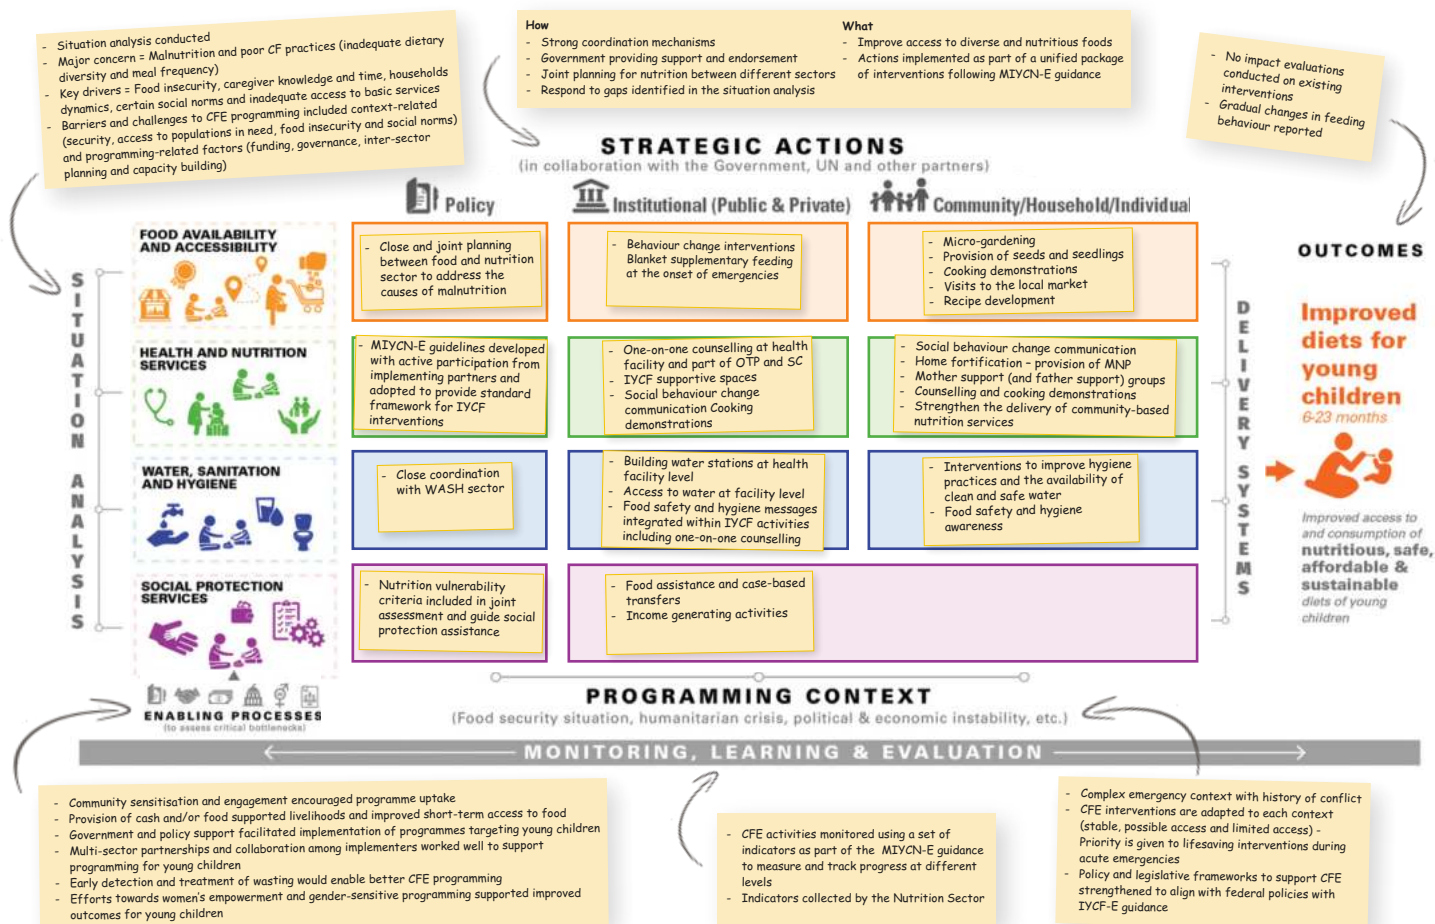 - Situation analysis conducted
- Major concern = Malnutrition and poor CF practices (inadequate dietary
diversity and meal frequency)
- Key drivers = Food insecurity, caregiver knowledge and time, households
dynamics, certain social norms and inadequate access to basic services
- Barriers and challenges to CFE programming included context-related
(security, access to populations in need, food insecurity and social norms)
and programming-related factors (funding, governance, inter-sector
planning and capacity building)
How
- Strong coordination mechanisms
- Government providing support and endorsement
- Joint planning for nutrition between different sectors
- Respond to gaps identified in the situation analysis
What
- Improve access to diverse and nutritious foods
- Actions implemented as part of a unified package
of interventions following MIYCN-E guidance
- No impact evaluations
conducted on existing
interventions
- Gradual changes in feeding
behaviour reported
STRATEGIC ACTIONS
(in collaboration with the Government, UN and other partners)
Policy
Institutional (Public & Private)
Community/Household/Individual
SITUATION ANALYSIS
FOOD AVAILABILITY
AND ACCESSIBILITY
- Close and joint planning
between food and nutrition
sector to address the
causes of malnutrition
- Behaviour change interventions
Blanket supplementary feeding
at the onset of emergencies
- Micro-gardening
- Provision of seeds and seedlings
- Cooking demonstrations
- Visits to the local market
- Recipe development
HEALTH AND NUTRITION
SERVICES
- MIYCN-E guidelines developed
with active participation from
implementing partners and
adopted to provide standard
framework for IYCF
interventions
- One-on-one counselling at health
facility and part of OTP and SC
- IYCF supportive spaces
- Social behaviour change
communication Cooking
demonstrations
- Social behaviour change communication
- Home fortification – provision of MNP
- Mother support (and father support) groups
- Counselling and cooking demonstrations
- Strengthen the delivery of community-based
nutrition services
WATER, SANITATION
AND HYGIENE
- Close coordination
with WASH sector
- Building water stations at health
facility level
- Access to water at facility level
- Food safety and hygiene messages
integrated within IYCF activities
including one-on-one counselling
- Interventions to improve hygiene
practices and the availability of
clean and safe water
- Food safety and hygiene
awareness
SOCIAL PROTECTION
SERVICES
- Nutrition vulnerability
criteria included in joint
assessment and guide social
protection assistance
- Food assistance and case-based
transfers
- Income generating activities
DELIVERY SYSTEMS
OUTCOMES
Improved
diets for
young
children
6-23 months
Improved access to
and consumption of
nutritious, safe,
affordable &
sustainable
diets of young
children
ENABLING PROCESSES
(to assess critical bottlenecks)
PROGRAMMING CONTEXT
(Food security situation, humanitarian crisis, political & economic instability, etc.)
MONITORING, LEARNING & EVALUATION
- Community sensitisation and engagement encouraged programme uptake
- Provision of cash and/or food supported livelihoods and improved short-term access to food
- Government and policy support facilitated implementation of programmes targeting young children
- Multi-sector partnerships and collaboration among implementers worked well to support
programming for young children
- Early detection and treatment of wasting would enable better CFE programming
- Efforts towards women's empowerment and gender-sensitive programming supported improved
outcomes for young children
- CFE activities monitored using a set of
indicators as part of the MIYCN-E guidance
to measure and track progress at different
levels
- Indicators collected by the Nutrition Sector
- Complex emergency context with history of conflict
- CFE interventions are adapted to each context
(stable, possible access and limited access) -
Priority is given to lifesaving interventions during
acute emergencies
- Policy and legislative frameworks to support CFE
strengthened to align with federal policies with
IYCF-E guidance